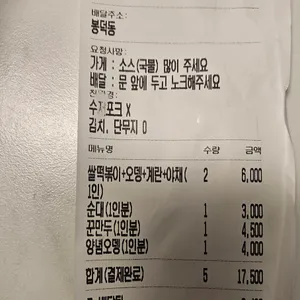 배달주소:
봉덕동
요청사항:
가게 : 소스(국물) 많이 주세요
배달 : 문 앞에 두고 노크해주세요
수저포크 X
김치, 단무지 O
메뉴명 수량 금액
쌀떡볶이+오뎅+계란+야채( 2 6,000
1인)
순대(1인분) 1 3,000
꾼만두(1인분) 1 4,500
양념오뎅(1인분) 1 4,000
합계(결제완료) 5 17,500